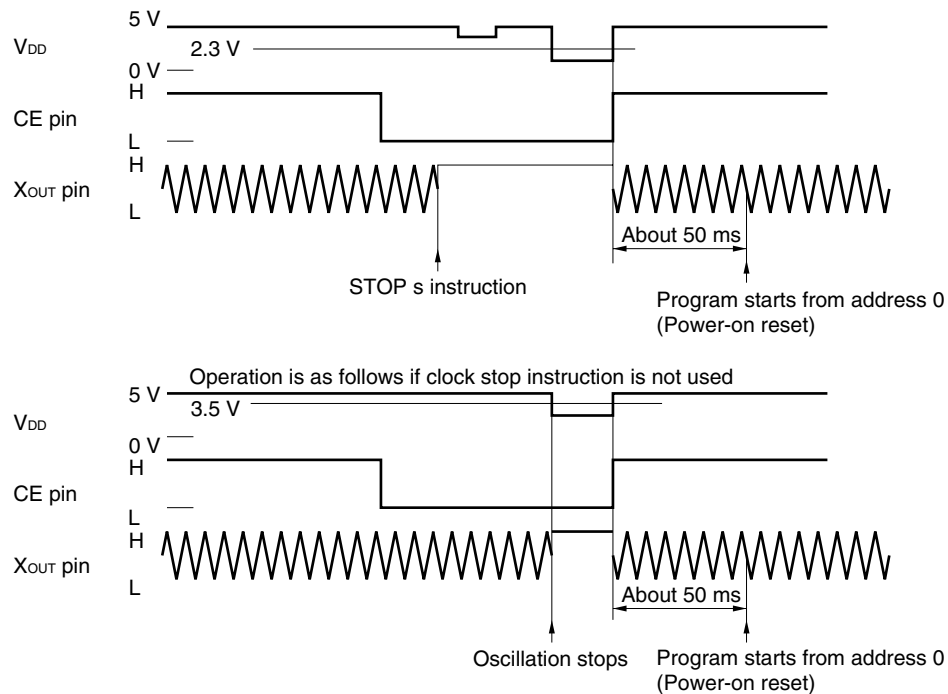 5 V
VDD
2.3 V
0 V
H
CE pin
L
H
XOUT pin
L
About 50 ms
STOP s instruction
Program starts from address 0
(Power-on reset)
Operation is as follows if clock stop instruction is not used
5 V
3.5 V
VDD
0 V
H
CE pin
L
H
XOUT pin
L
About 50 ms
Oscillation stops
Program starts from address 0
(Power-on reset)